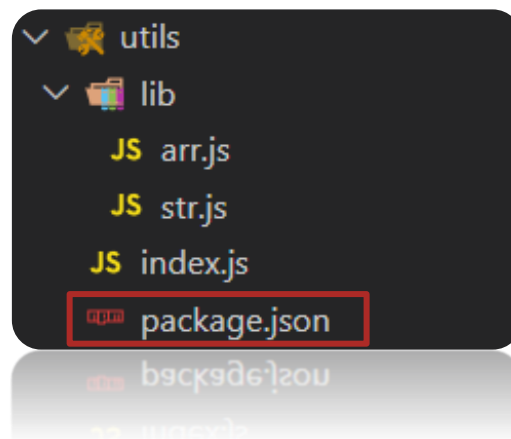 utils
lib
JS arr.js
JS str.js
JS index.js
package.json